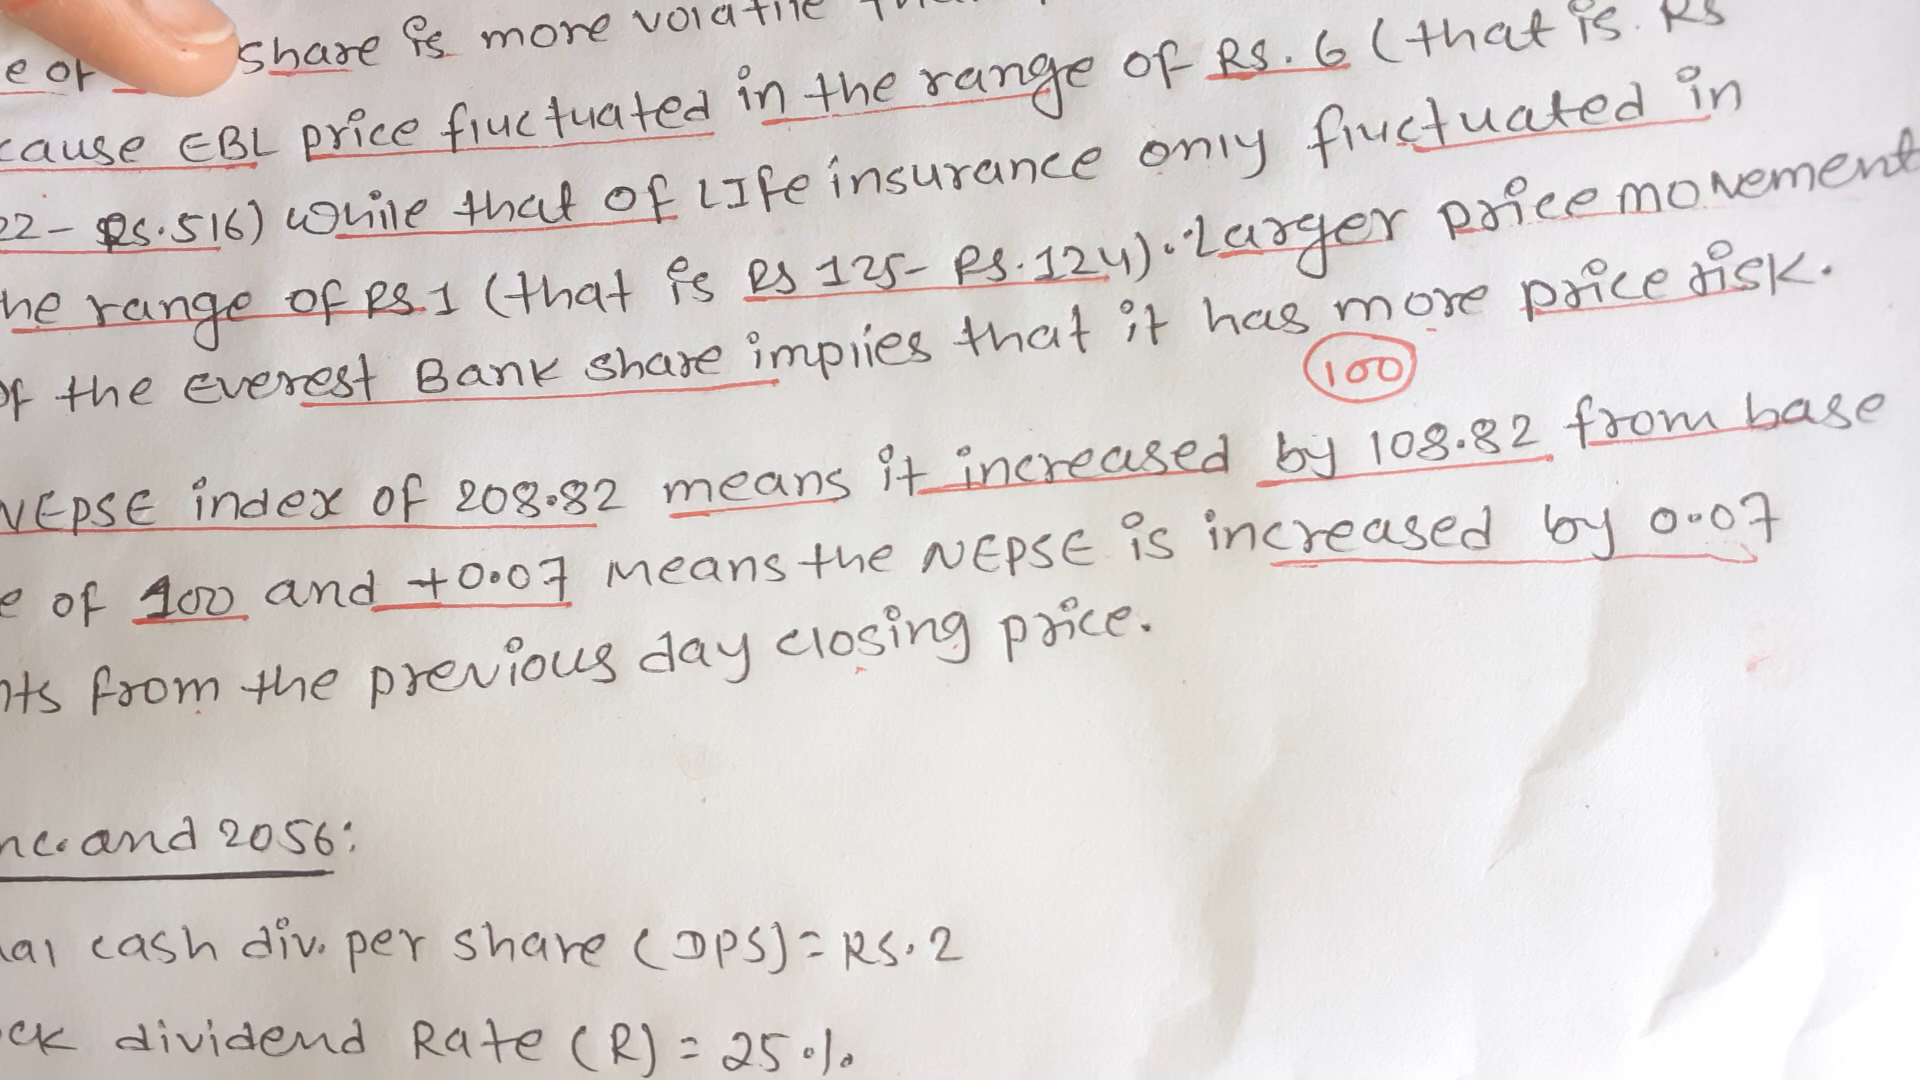 share is more volatile
cause EBL price fluctuated in the range of Rs. 6 (that is Rs
22 - Rs.516) while that of LIfe insurance only fluctuated in
he range of Rs 1 (that is Rs 125 - Rs.124). Larger price movement
of the everest Bank share implies that it has more price risk.
100
NEPSE index of 208.82 means it increased by 108.82 from base
e of 100 and +0.07 means the NEPSE is increased by 0.07
nts from the previous day closing price.
nc. and 2056:
al cash div. per share (DPS) = RS. 2
ck dividend Rate (R) = 25%